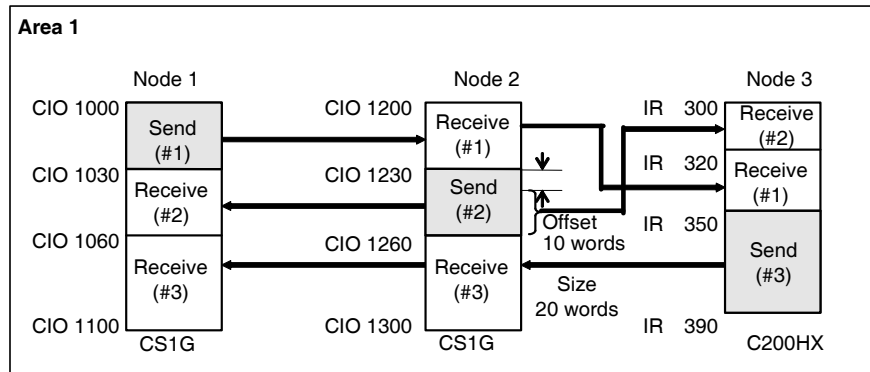 Area 1
Node 1
Node 2
Node 3
CIO 1000
CIO 1200
IR 300
Send
(#1)
Receive
(#1)
Receive
(#2)
CIO 1030
CIO 1230
IR 320
Receive
(#2)
Send
(#2)
Receive
(#1)
Offset
10 words
CIO 1060
CIO 1260
IR 350
Receive
(#3)
Receive
(#3)
Send
(#3)
Size
20 words
CIO 1100
CIO 1300
IR 390
CS1G
CS1G
C200HX